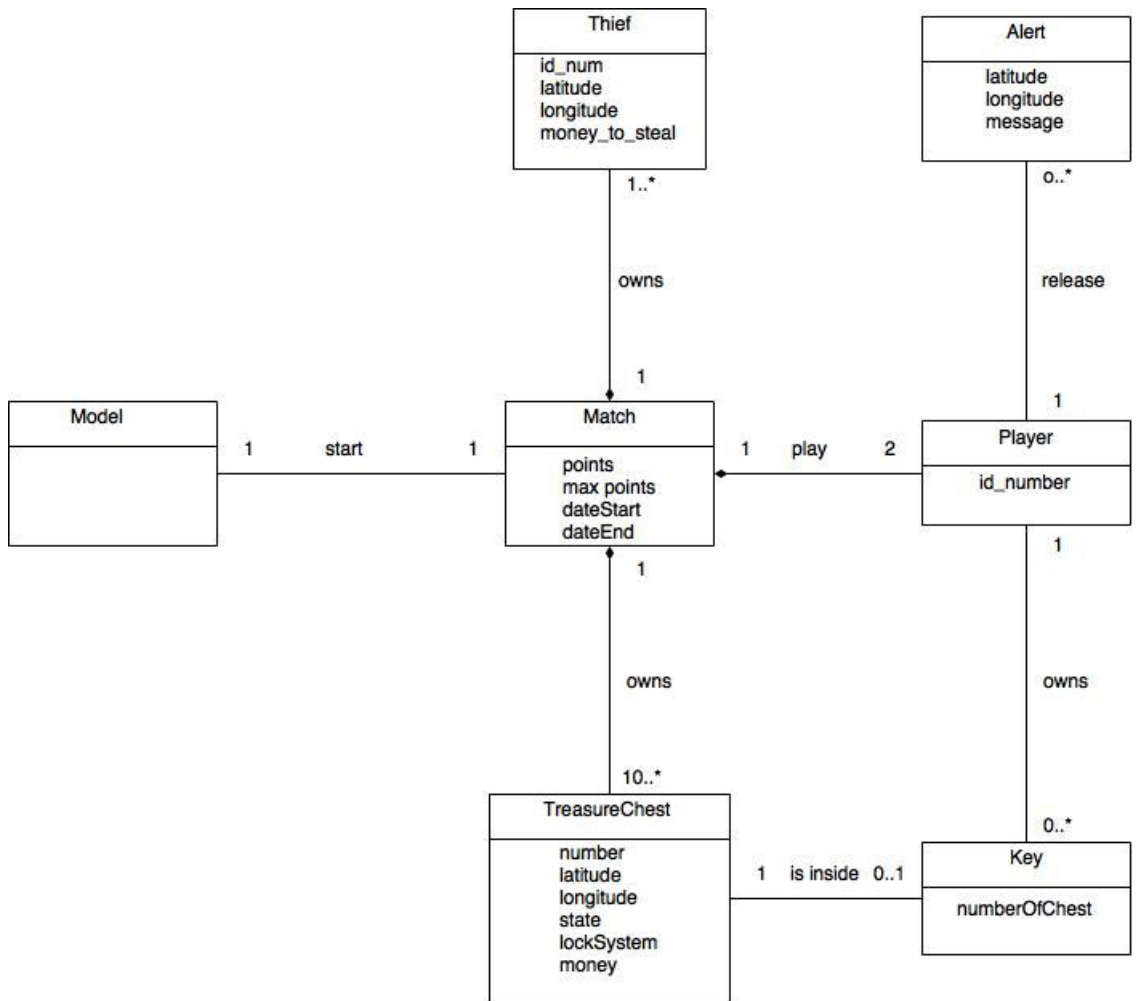 Thief
id_num
latitude
longitude
money_to_steal
Alert
latitude
longitude
message
1..*
o..*
owns
release
1
1
Model
Match
points
max points
dateStart
dateEnd
Player
id_number
1 start 1
1 play 2
1
1
owns
owns
10..*
0..*
TreasureChest
number
latitude
longitude
state
lockSystem
money
1 is inside 0..1
Key
numberOfChest